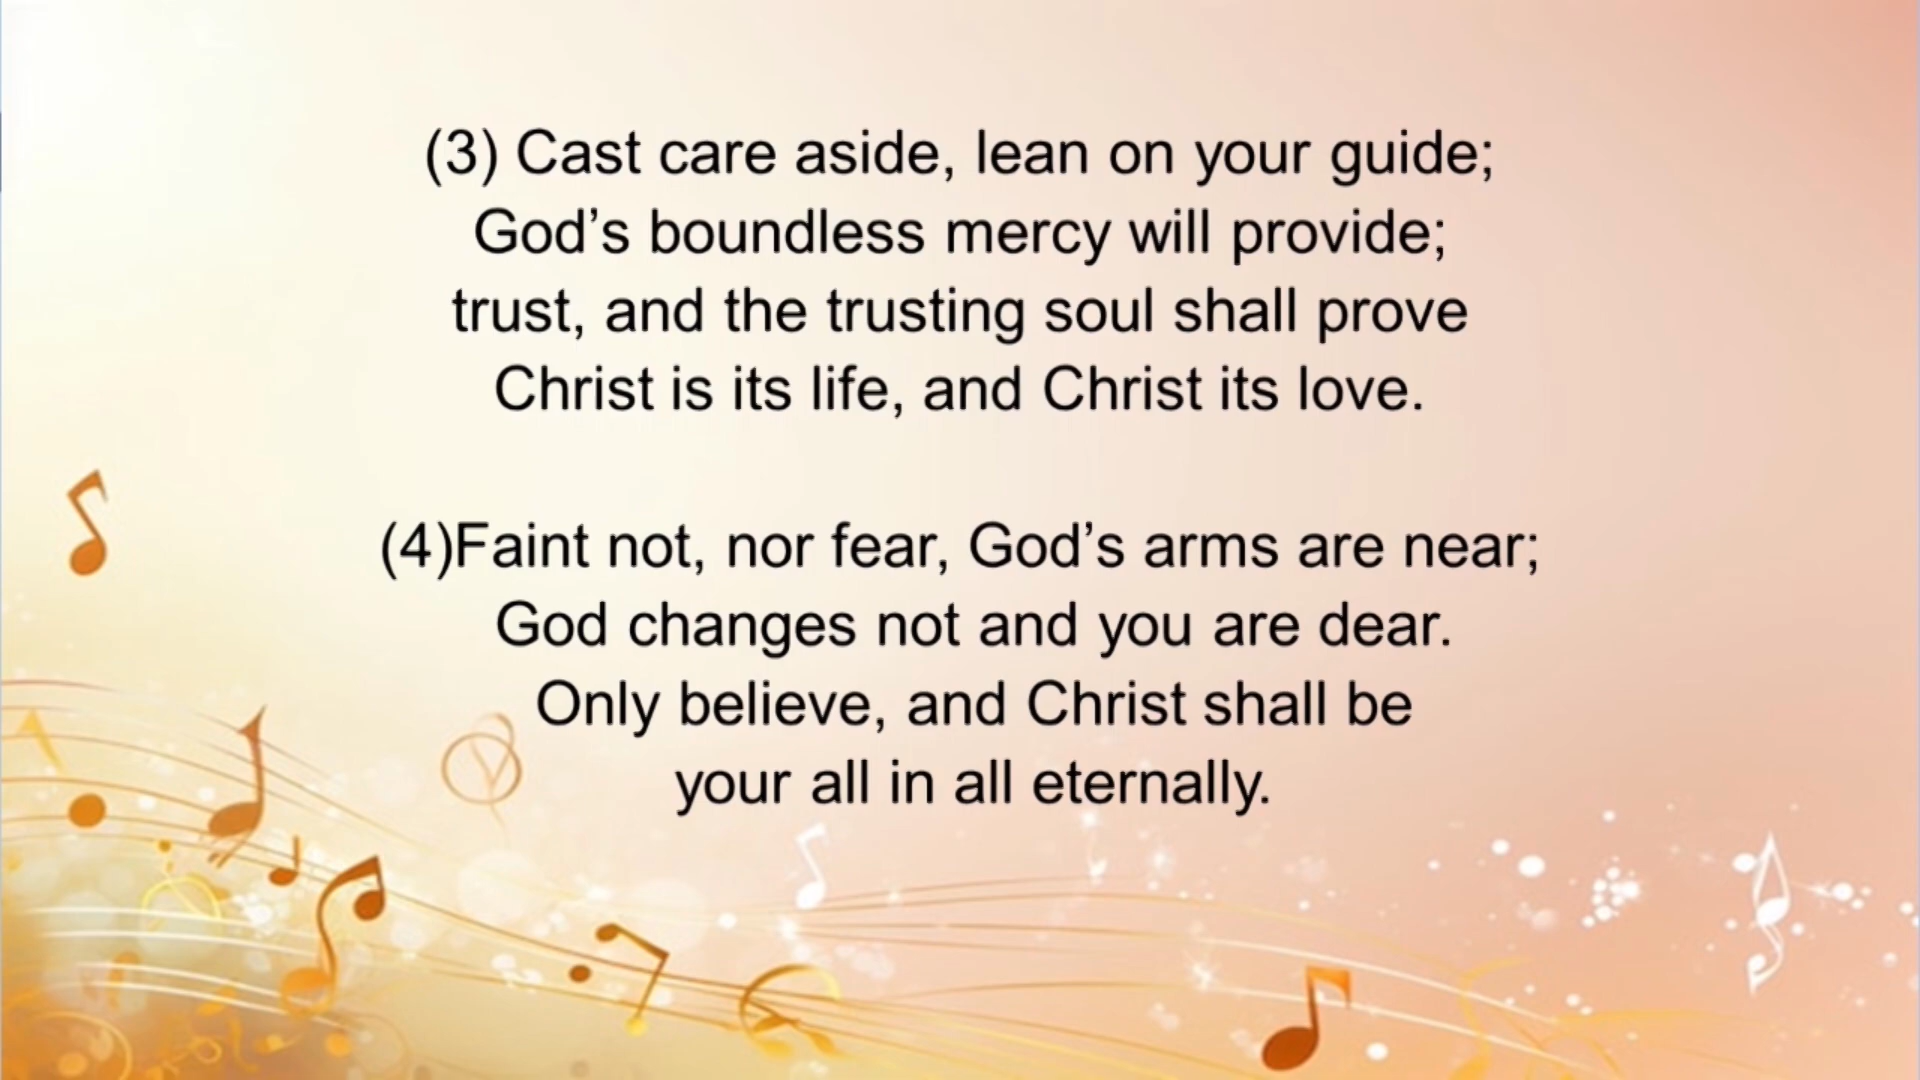 (3) Cast care aside, lean on your guide;
God’s boundless mercy will provide;
trust, and the trusting soul shall prove
Christ is its life, and Christ its love.
(4)Faint not, nor fear, God’s arms are near;
God changes not and you are dear.
Only believe, and Christ shall be
your all in all eternally.